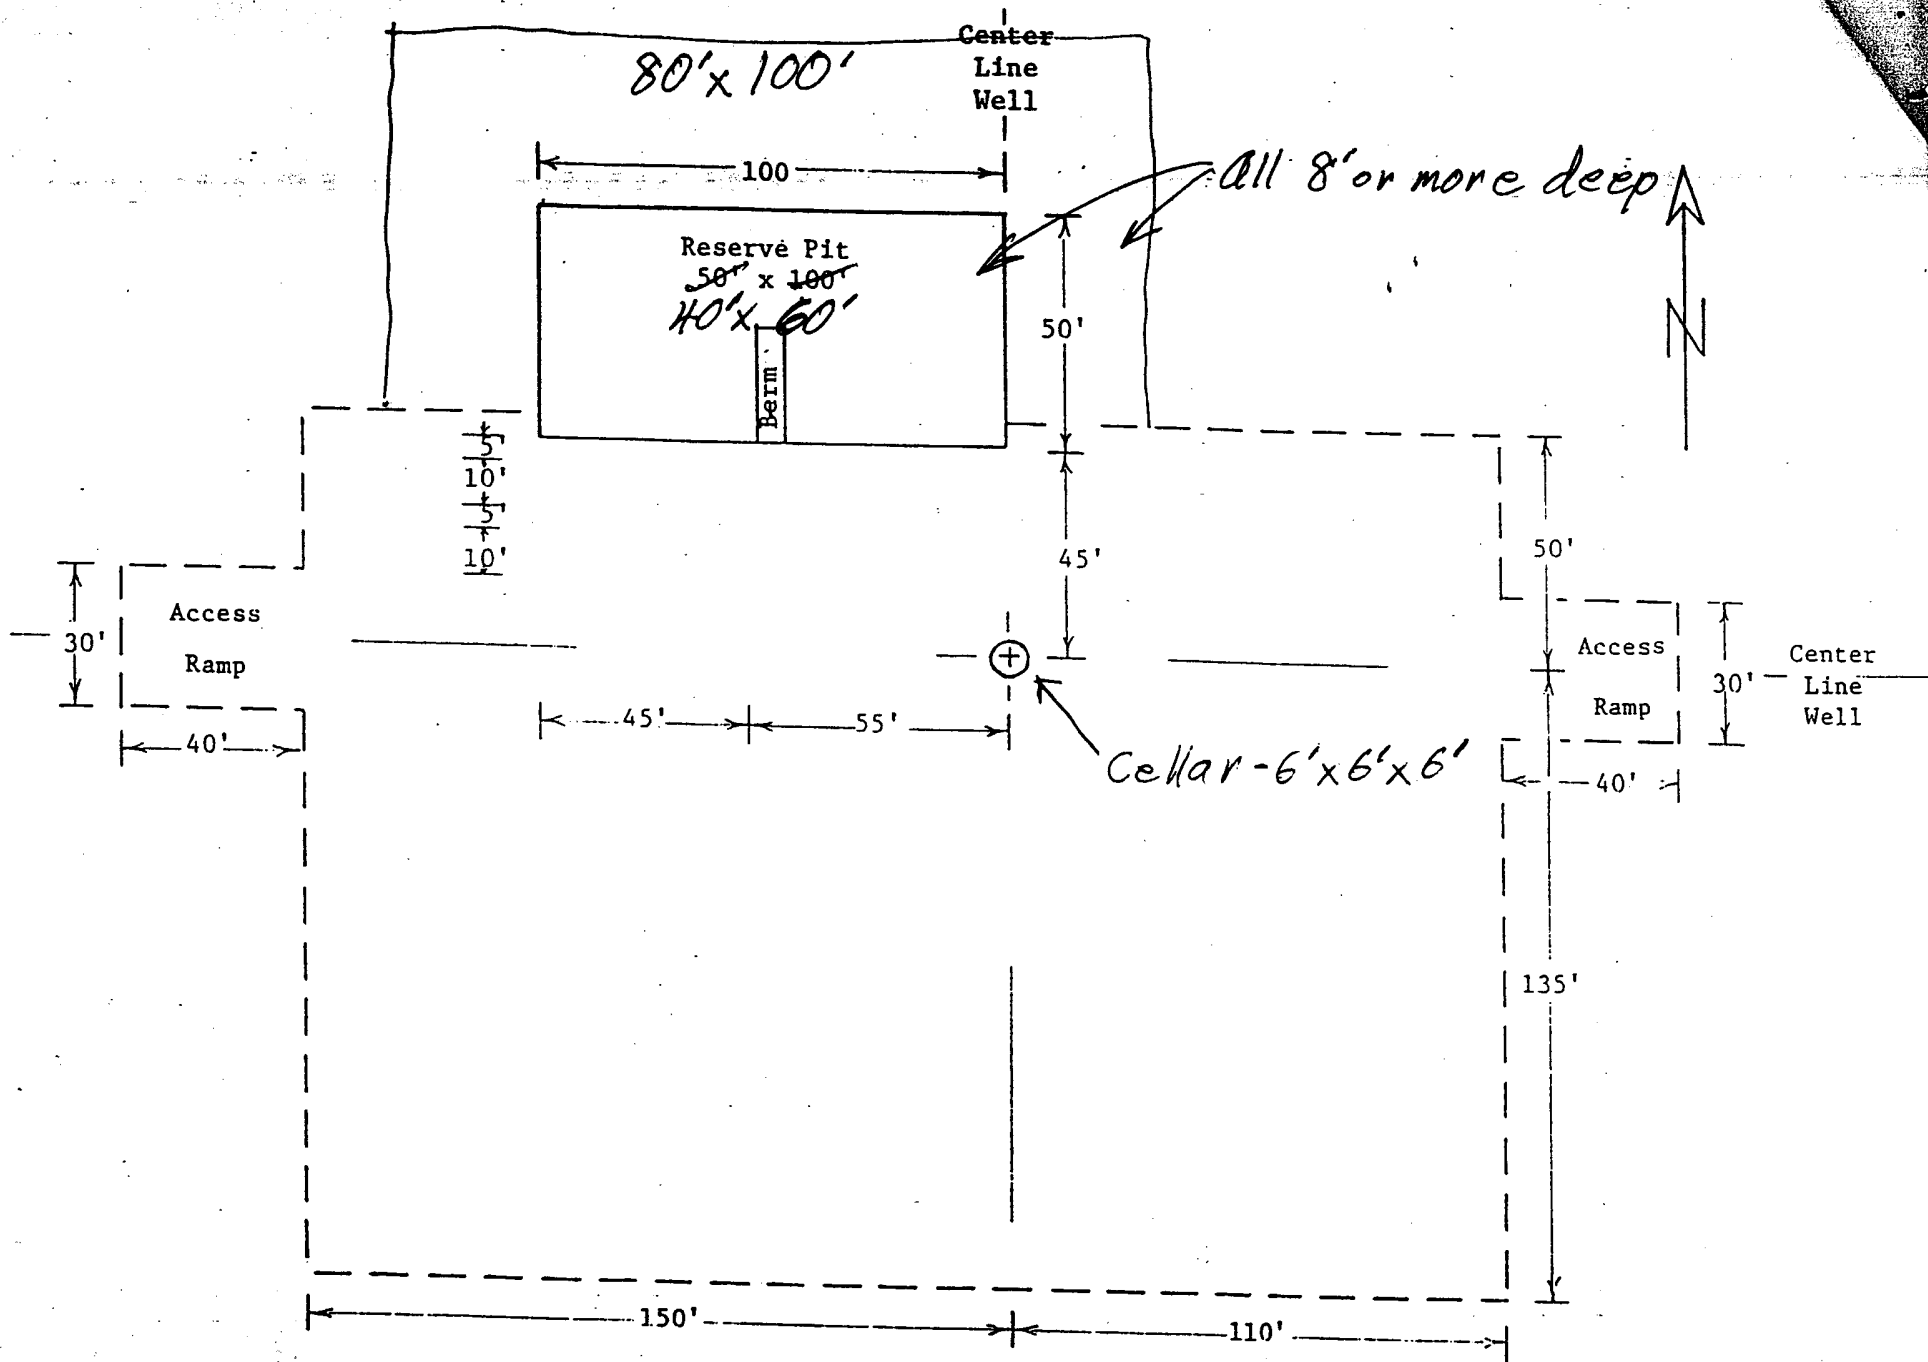 Center
Line
Well
80' x 100'
100
All 8' or more deep
Reserve Pit
50' x 100'
40' x 60'
Berm
50'
N
5'
10'
5'
10'
45'
50'
30'
Access
Ramp
40'
45'
55'
Cellar - 6' x 6' x 6'
Access
Ramp
30'
40'
Center
Line
Well
135'
150'
110'